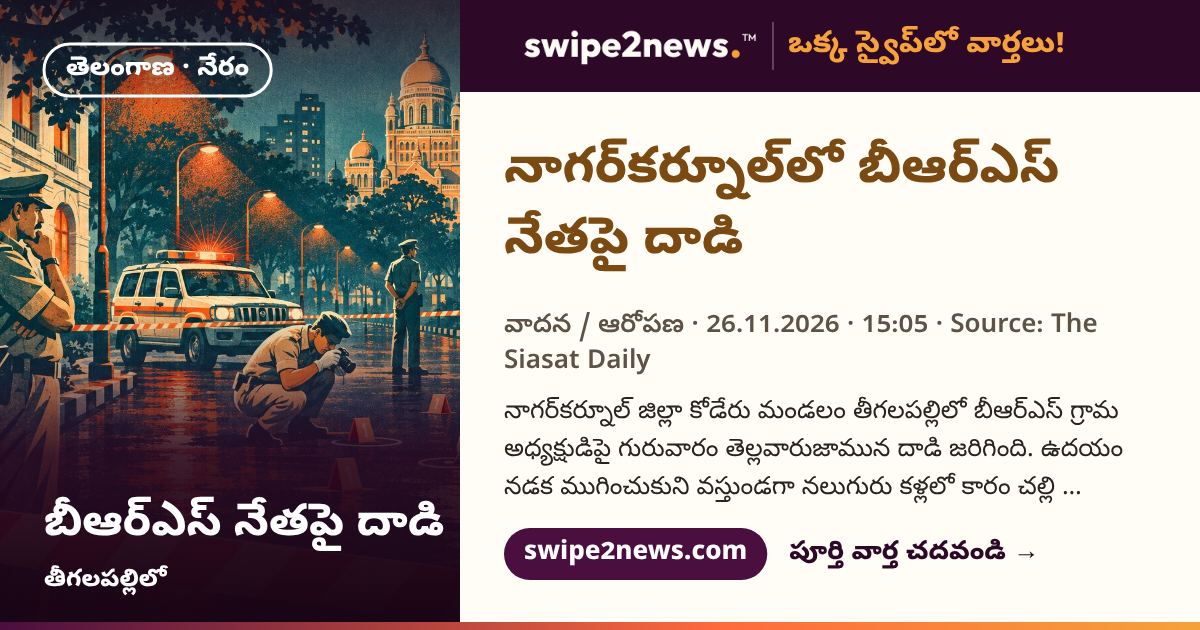 తెలంగాణ · నేరం
బీఆర్ఎస్ నేతపై దాడి
తీగలపల్లిలో
swipe2news.™
ఒక్క స్వైప్‌లో వార్తలు!
నాగర్‌కర్నూల్‌లో బీఆర్ఎస్
నేతపై దాడి
వాదన / ఆరోపణ · 26.11.2026 · 15:05 · Source: The
Siasat Daily
నాగర్‌కర్నూల్ జిల్లా కోడేరు మండలం తీగలపల్లిలో బీఆర్ఎస్ గ్రామ
అధ్యక్షుడిపై గురువారం తెల్లవారుజామున దాడి జరిగింది. ఉదయం
నడక ముగించుకుని వస్తుండగా నలుగురు కళ్లలో కారం చల్లి ...
swipe2news.com
పూర్తి వార్త చదవండి →